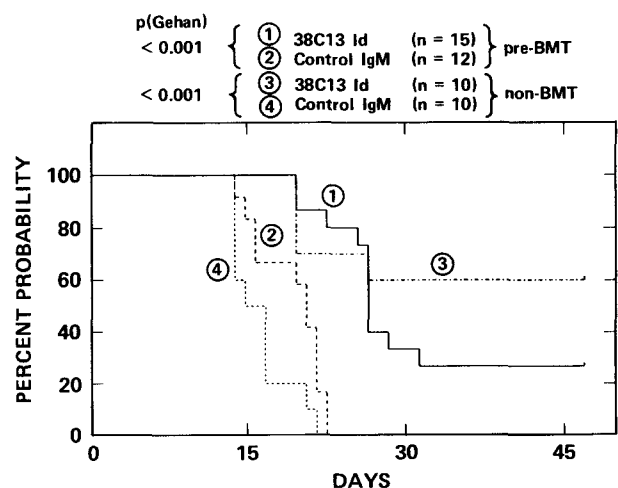 p(Gehan)
< 0.001 { ① 38C13 Id (n = 15) } pre-BMT
② Control IgM (n = 12)
< 0.001 { ③ 38C13 Id (n = 10) } non-BMT
④ Control IgM (n = 10)
PERCENT PROBABILITY
100
80
60
40
20
0
①
②
③
④
0 15 30 45
DAYS